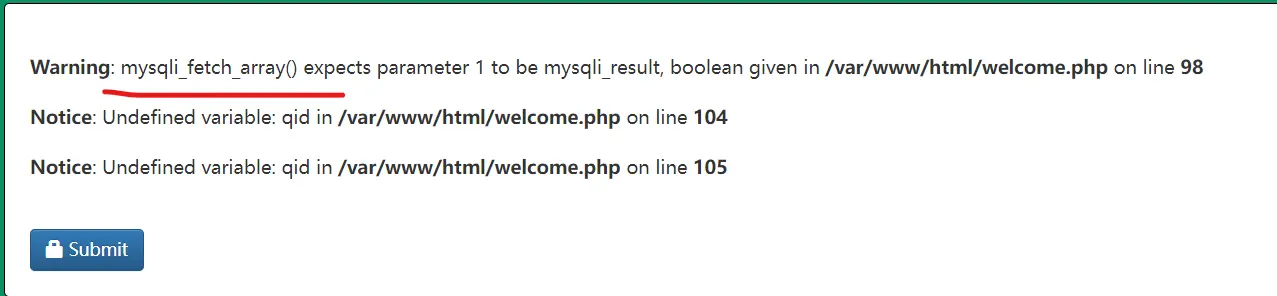 Warning: mysqli_fetch_array() expects parameter 1 to be mysqli_result, boolean given in /var/www/html/welcome.php on line 98
Notice: Undefined variable: qid in /var/www/html/welcome.php on line 104
Notice: Undefined variable: qid in /var/www/html/welcome.php on line 105
Submit